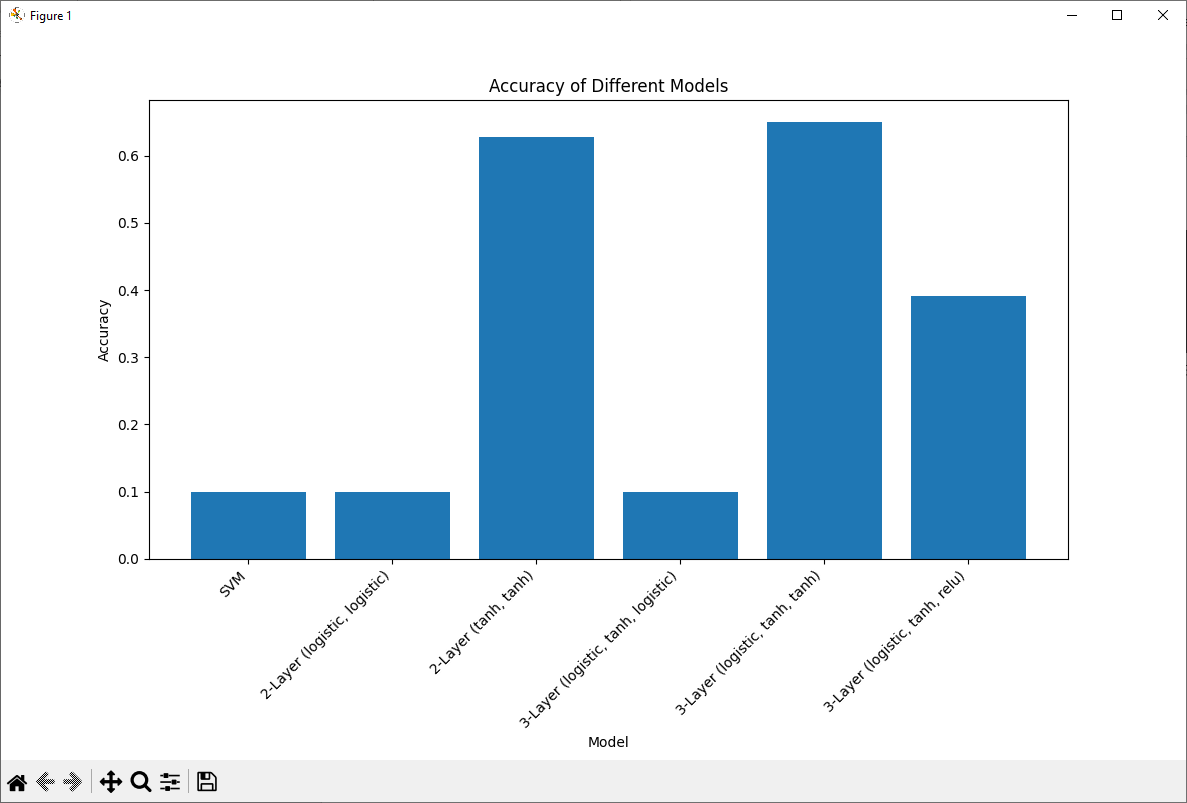 Figure 1
Accuracy of Different Models
Accuracy
0.6
0.5
0.4
0.3
0.2
0.1
0.0
SVM
2-Layer (logistic, logistic)
2-Layer (tanh, tanh)
3-Layer (logistic, tanh, logistic)
3-Layer (logistic, tanh, tanh)
3-Layer (logistic, tanh, relu)
Model